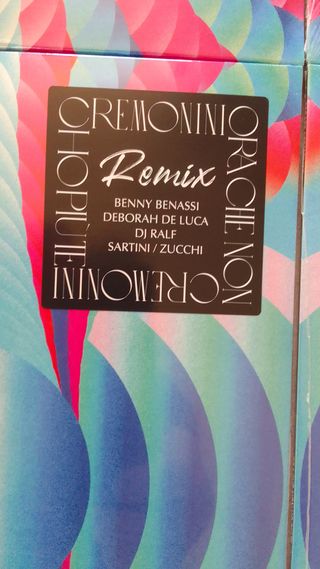 CREMONINI
ORA CHE NON
CREMONINI
HO PIÙ TE
Remix
BENNY BENASSI
DEBORAH DE LUCA
DJ RALF
SARTINI / ZUCCHI